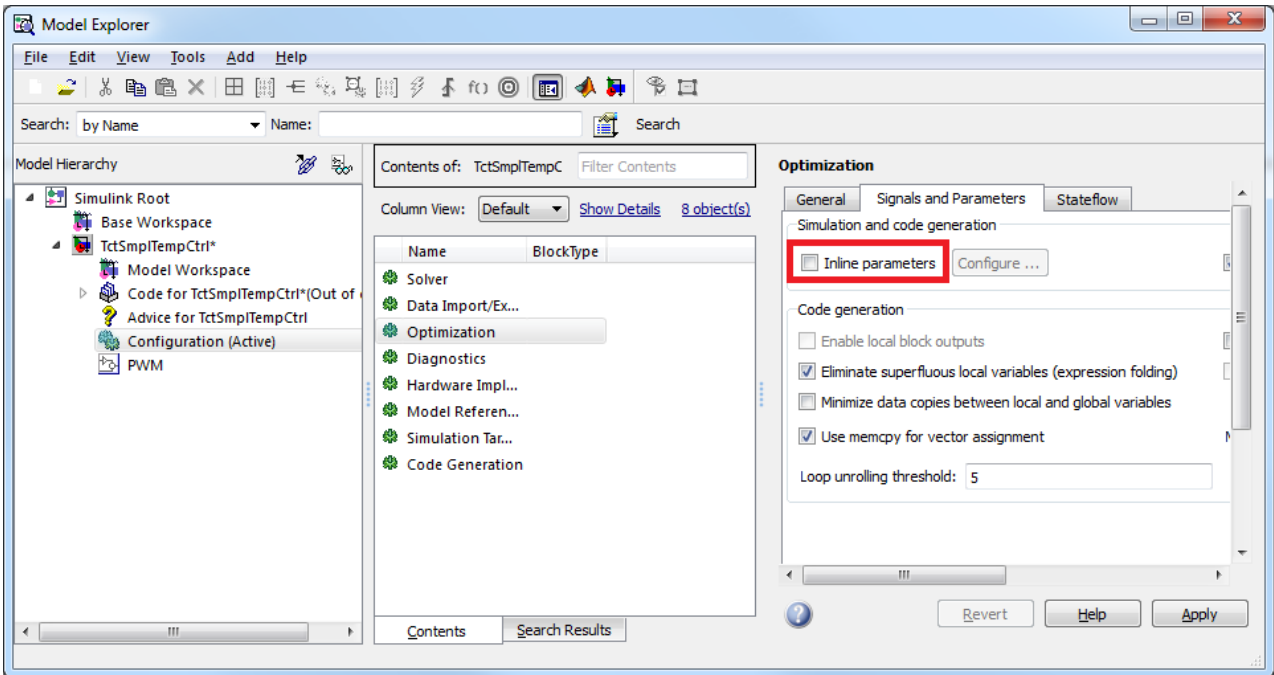 Model Explorer
File Edit View Tools Add Help
f()
Search: by Name Name: Search
Model Hierarchy
Simulink Root
Base Workspace
TctSmplTempCtrl*
Model Workspace
Code for TctSmplTempCtrl*(Out of
Advice for TctSmplTempCtrl
Configuration (Active)
PWM
Contents of: TctSmplTempC Filter Contents
Column View: Default Show Details 8 object(s)
Name BlockType
Solver
Data Import/Ex...
Optimization
Diagnostics
Hardware Impl...
Model Referen...
Simulation Tar...
Code Generation
Contents Search Results
Optimization
General Signals and Parameters Stateflow
Simulation and code generation
Inline parameters Configure ...
Code generation
Enable local block outputs
Eliminate superfluous local variables (expression folding)
Minimize data copies between local and global variables
Use memcpy for vector assignment
Loop unrolling threshold: 5
Revert Help Apply